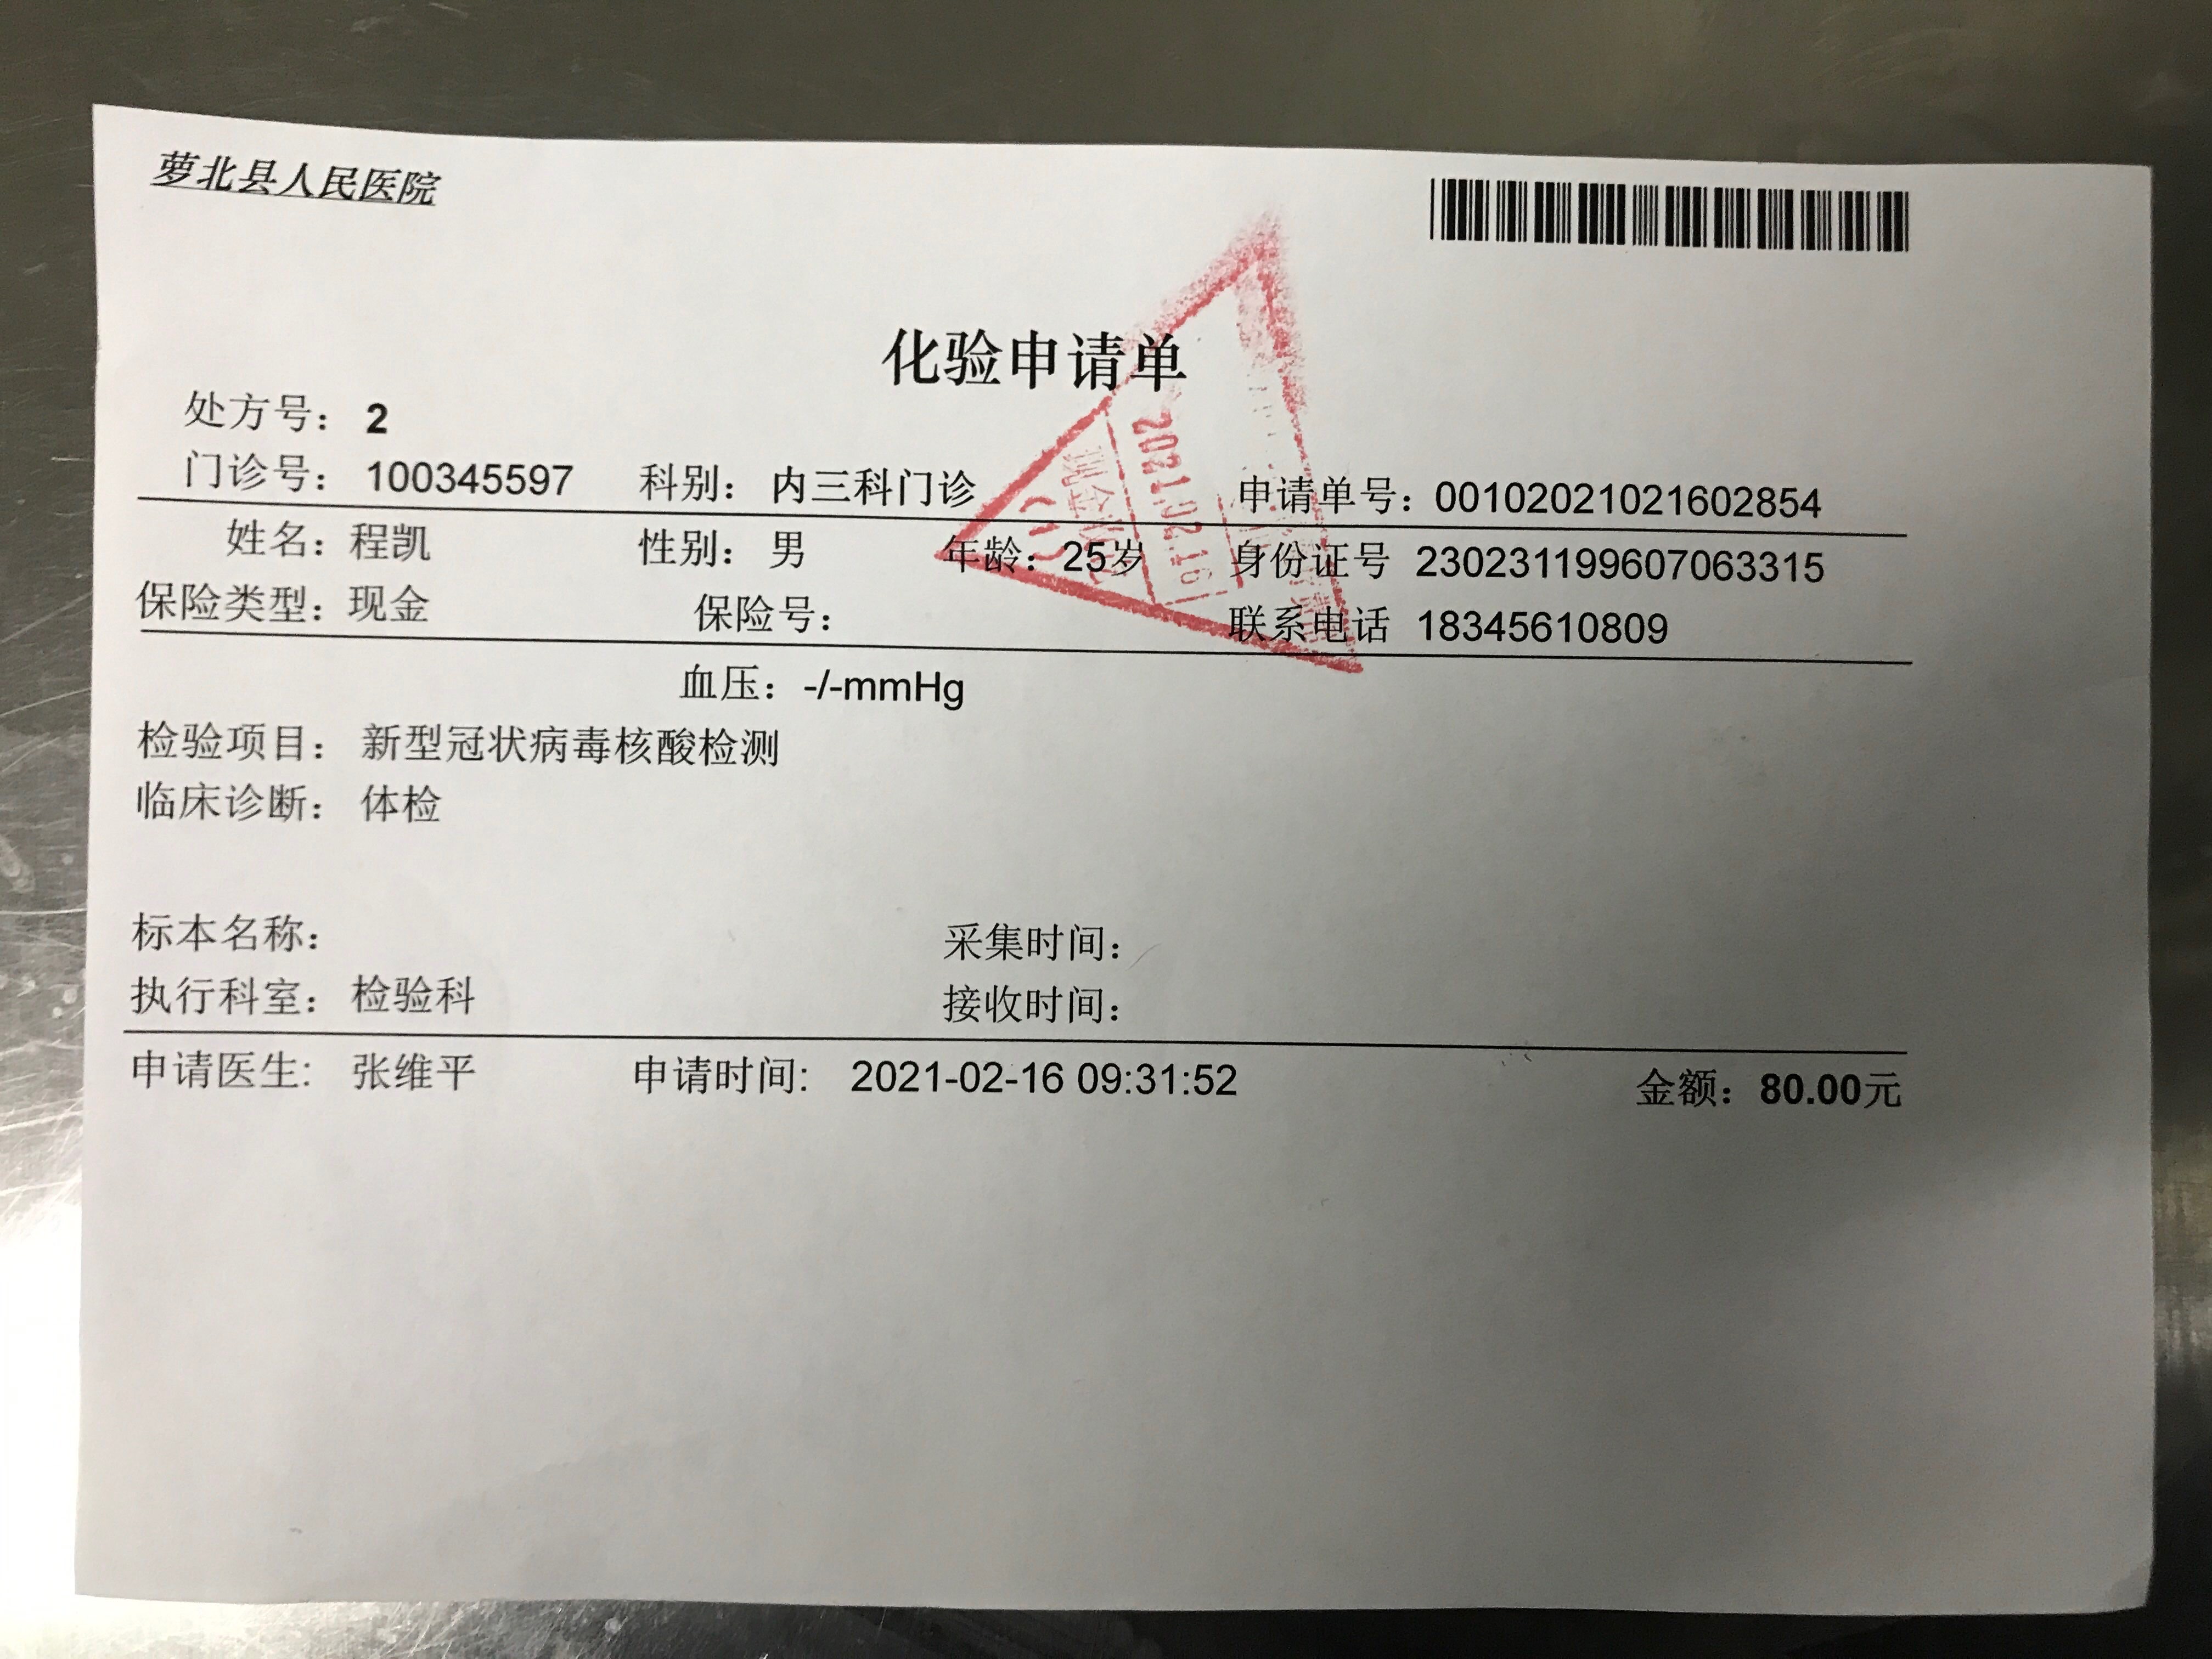 萝北县人民医院
化验申请单
处方号： 2
门诊号： 100345597 科别： 内三科门诊 申请单号：00102021021602854
姓名：程凯 性别： 男 年龄：25岁 身份证号 230231199607063315
保险类型：现金 保险号： 联系电话 18345610809
血压：-/-mmHg
检验项目： 新型冠状病毒核酸检测
临床诊断： 体检
标本名称： 采集时间：
执行科室： 检验科 接收时间：
申请医生: 张维平 申请时间: 2021-02-16 09:31:52 金额：80.00元
2021.02.16